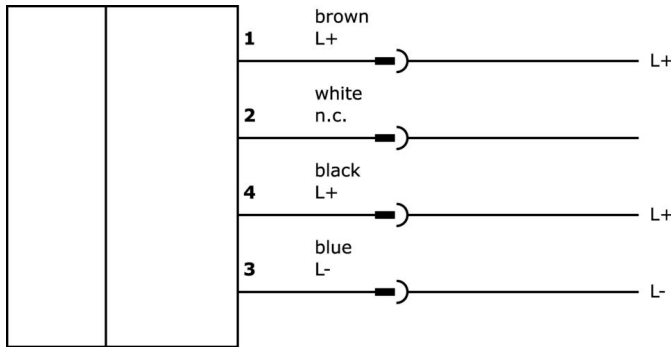 brown
1 L+
L+
white
2 n.c.
black
4 L+
L+
blue
3 L-
L-